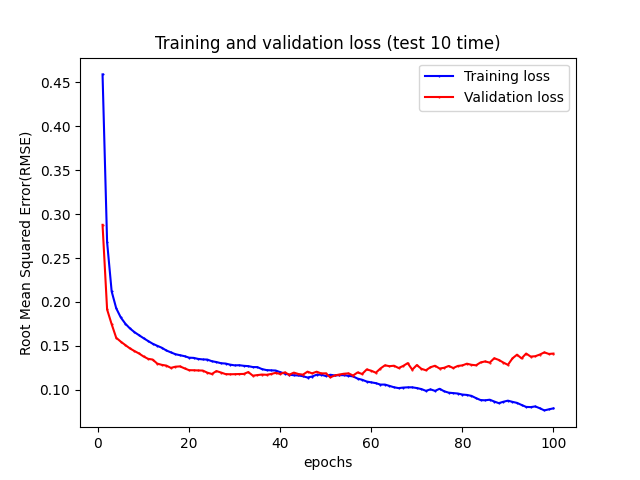 Training and validation loss (test 10 time)
Training loss
Validation loss
Root Mean Squared Error(RMSE)
0.45
0.40
0.35
0.30
0.25
0.20
0.15
0.10
0 20 40 60 80 100
epochs